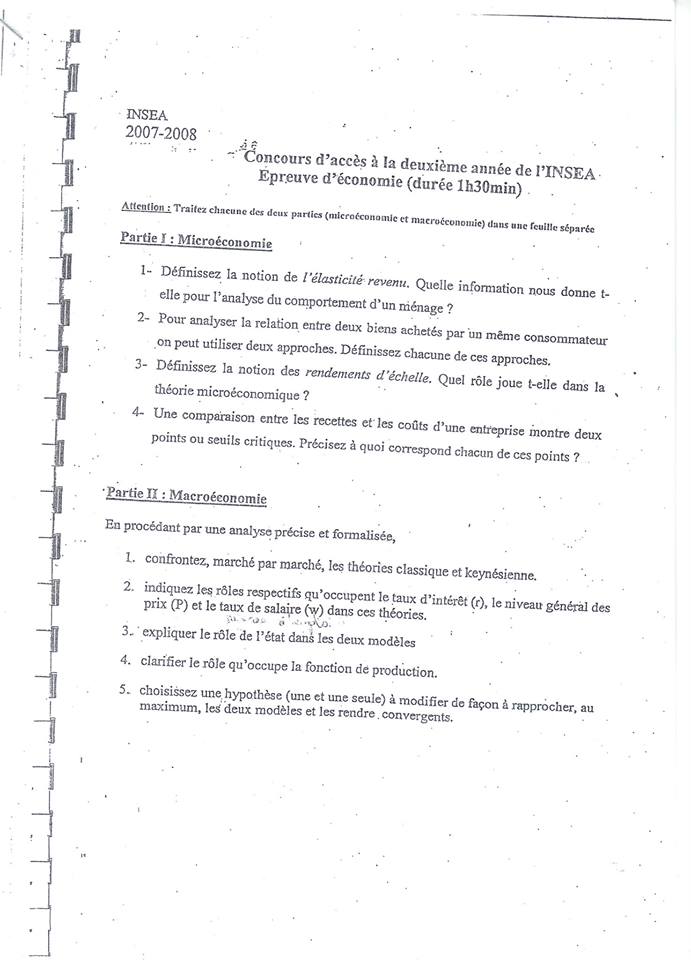 INSEA
2007-2008
Concours d'accès à la deuxième année de l'INSEA
Epreuve d'économie (durée 1h30min)
Attention : Traitez chacune des deux parties (microéconomie et macroéconomie) dans une feuille séparée
Partie I : Microéconomie
1- Définissez la notion de l'élasticité revenu. Quelle information nous donne t-
elle pour l'analyse du comportement d'un ménage ?
2- Pour analyser la relation entre deux biens achetés par un même consommateur
on peut utiliser deux approches. Définissez chacune de ces approches.
3- Définissez la notion des rendements d'échelle. Quel rôle joue t-elle dans la
théorie microéconomique ?
4- Une comparaison entre les recettes et les coûts d'une entreprise montre deux
points ou seuils critiques. Précisez à quoi correspond chacun de ces points ?
Partie II : Macroéconomie
En procédant par une analyse précise et formalisée,
1. confrontez, marché par marché, les théories classique et keynésienne.
2. indiquez les rôles respectifs qu'occupent le taux d'intérêt (r), le niveau général des
prix (P) et le taux de salaire (w) dans ces théories.
3. expliquer le rôle de l'état dans les deux modèles
4. clarifier le rôle qu'occupe la fonction de production.
5. choisissez une hypothèse (une et une seule) à modifier de façon à rapprocher, au
maximum, les deux modèles et les rendre convergents.